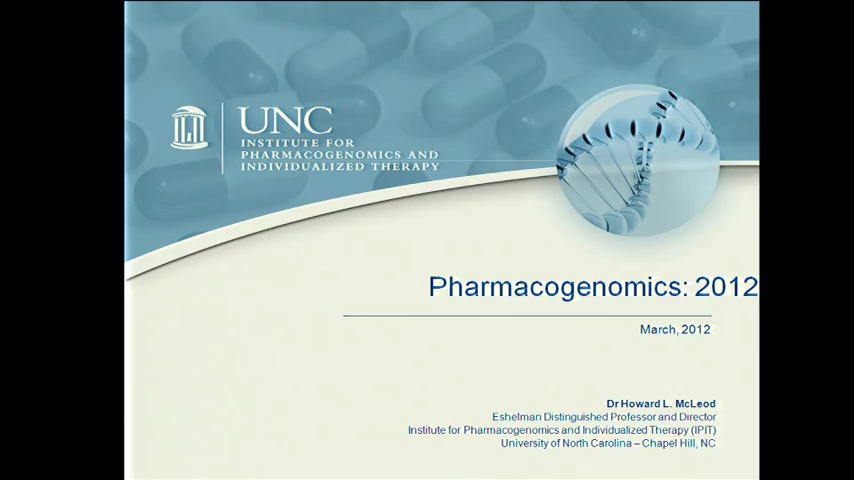 UNC
INSTITUTE FOR
PHARMACOGENOMICS AND
INDIVIDUALIZED THERAPY
Pharmacogenomics: 2012
March, 2012
Dr Howard L. McLeod
Eshelman Distinguished Professor and Director
Institute for Pharmacogenomics and Individualized Therapy (IPIT)
University of North Carolina – Chapel Hill, NC